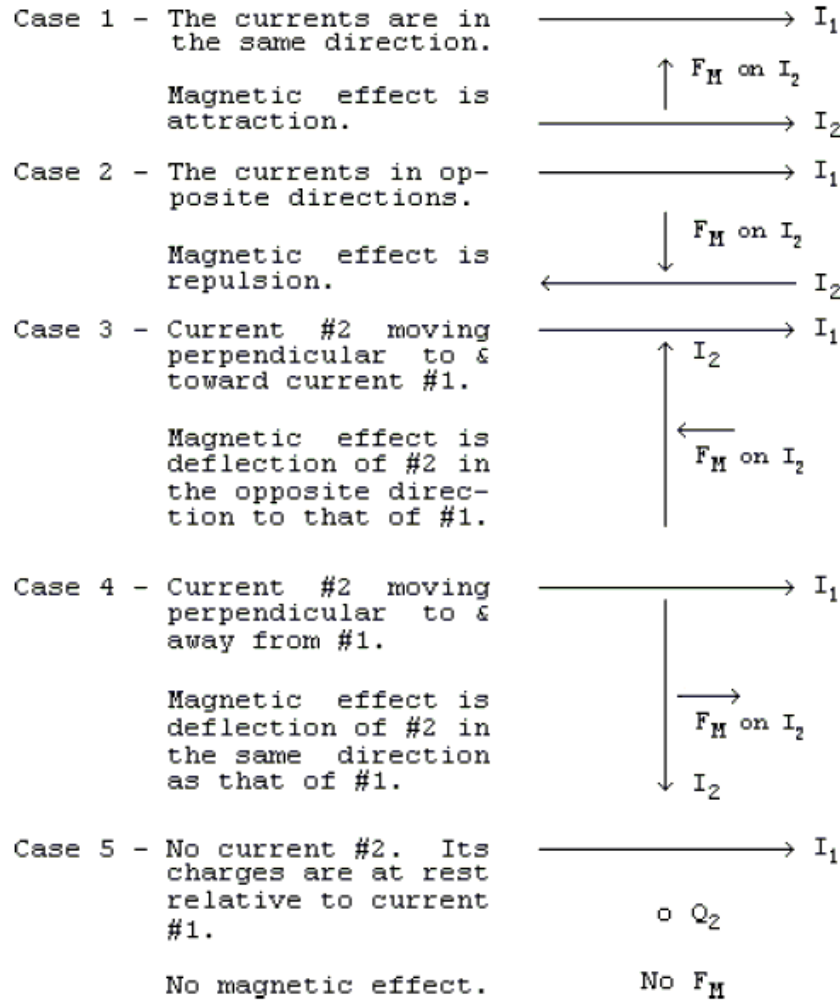 Case 1 - The currents are in
the same direction.
I₁
F_M on I₂
Magnetic effect is
attraction.
I₂
Case 2 - The currents in op-
posite directions.
I₁
F_M on I₂
Magnetic effect is
repulsion.
I₂
Case 3 - Current #2 moving
perpendicular to &
toward current #1.
I₁
I₂
F_M on I₂
Magnetic effect is
deflection of #2 in
the opposite direc-
tion to that of #1.
Case 4 - Current #2 moving
perpendicular to &
away from #1.
I₁
Magnetic effect is
deflection of #2 in
the same direction
as that of #1.
F_M on I₂
I₂
Case 5 - No current #2. Its
charges are at rest
relative to current
#1.
I₁
Q₂
No magnetic effect.
No F_M